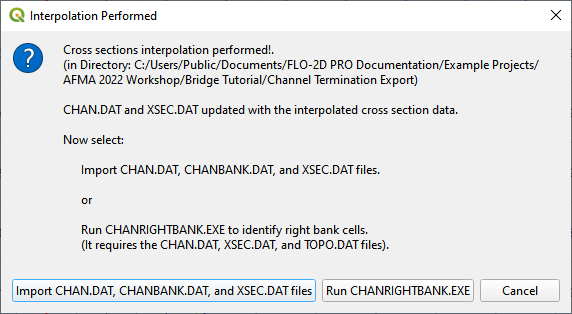 Interpolation Performed
Cross sections interpolation performed!.
(in Directory: C:/Users/Public/Documents/FLO-2D PRO Documentation/Example Projects/
AFMA 2022 Workshop/Bridge Tutorial/Channel Termination Export)
CHAN.DAT and XSEC.DAT updated with the interpolated cross section data.
Now select:
Import CHAN.DAT, CHANBANK.DAT, and XSEC.DAT files.
or
Run CHANRIGHTBANK.EXE to identify right bank cells.
(It requires the CHAN.DAT, XSEC.DAT, and TOPO.DAT files).
Import CHAN.DAT, CHANBANK.DAT, and XSEC.DAT files
Run CHANRIGHTBANK.EXE
Cancel